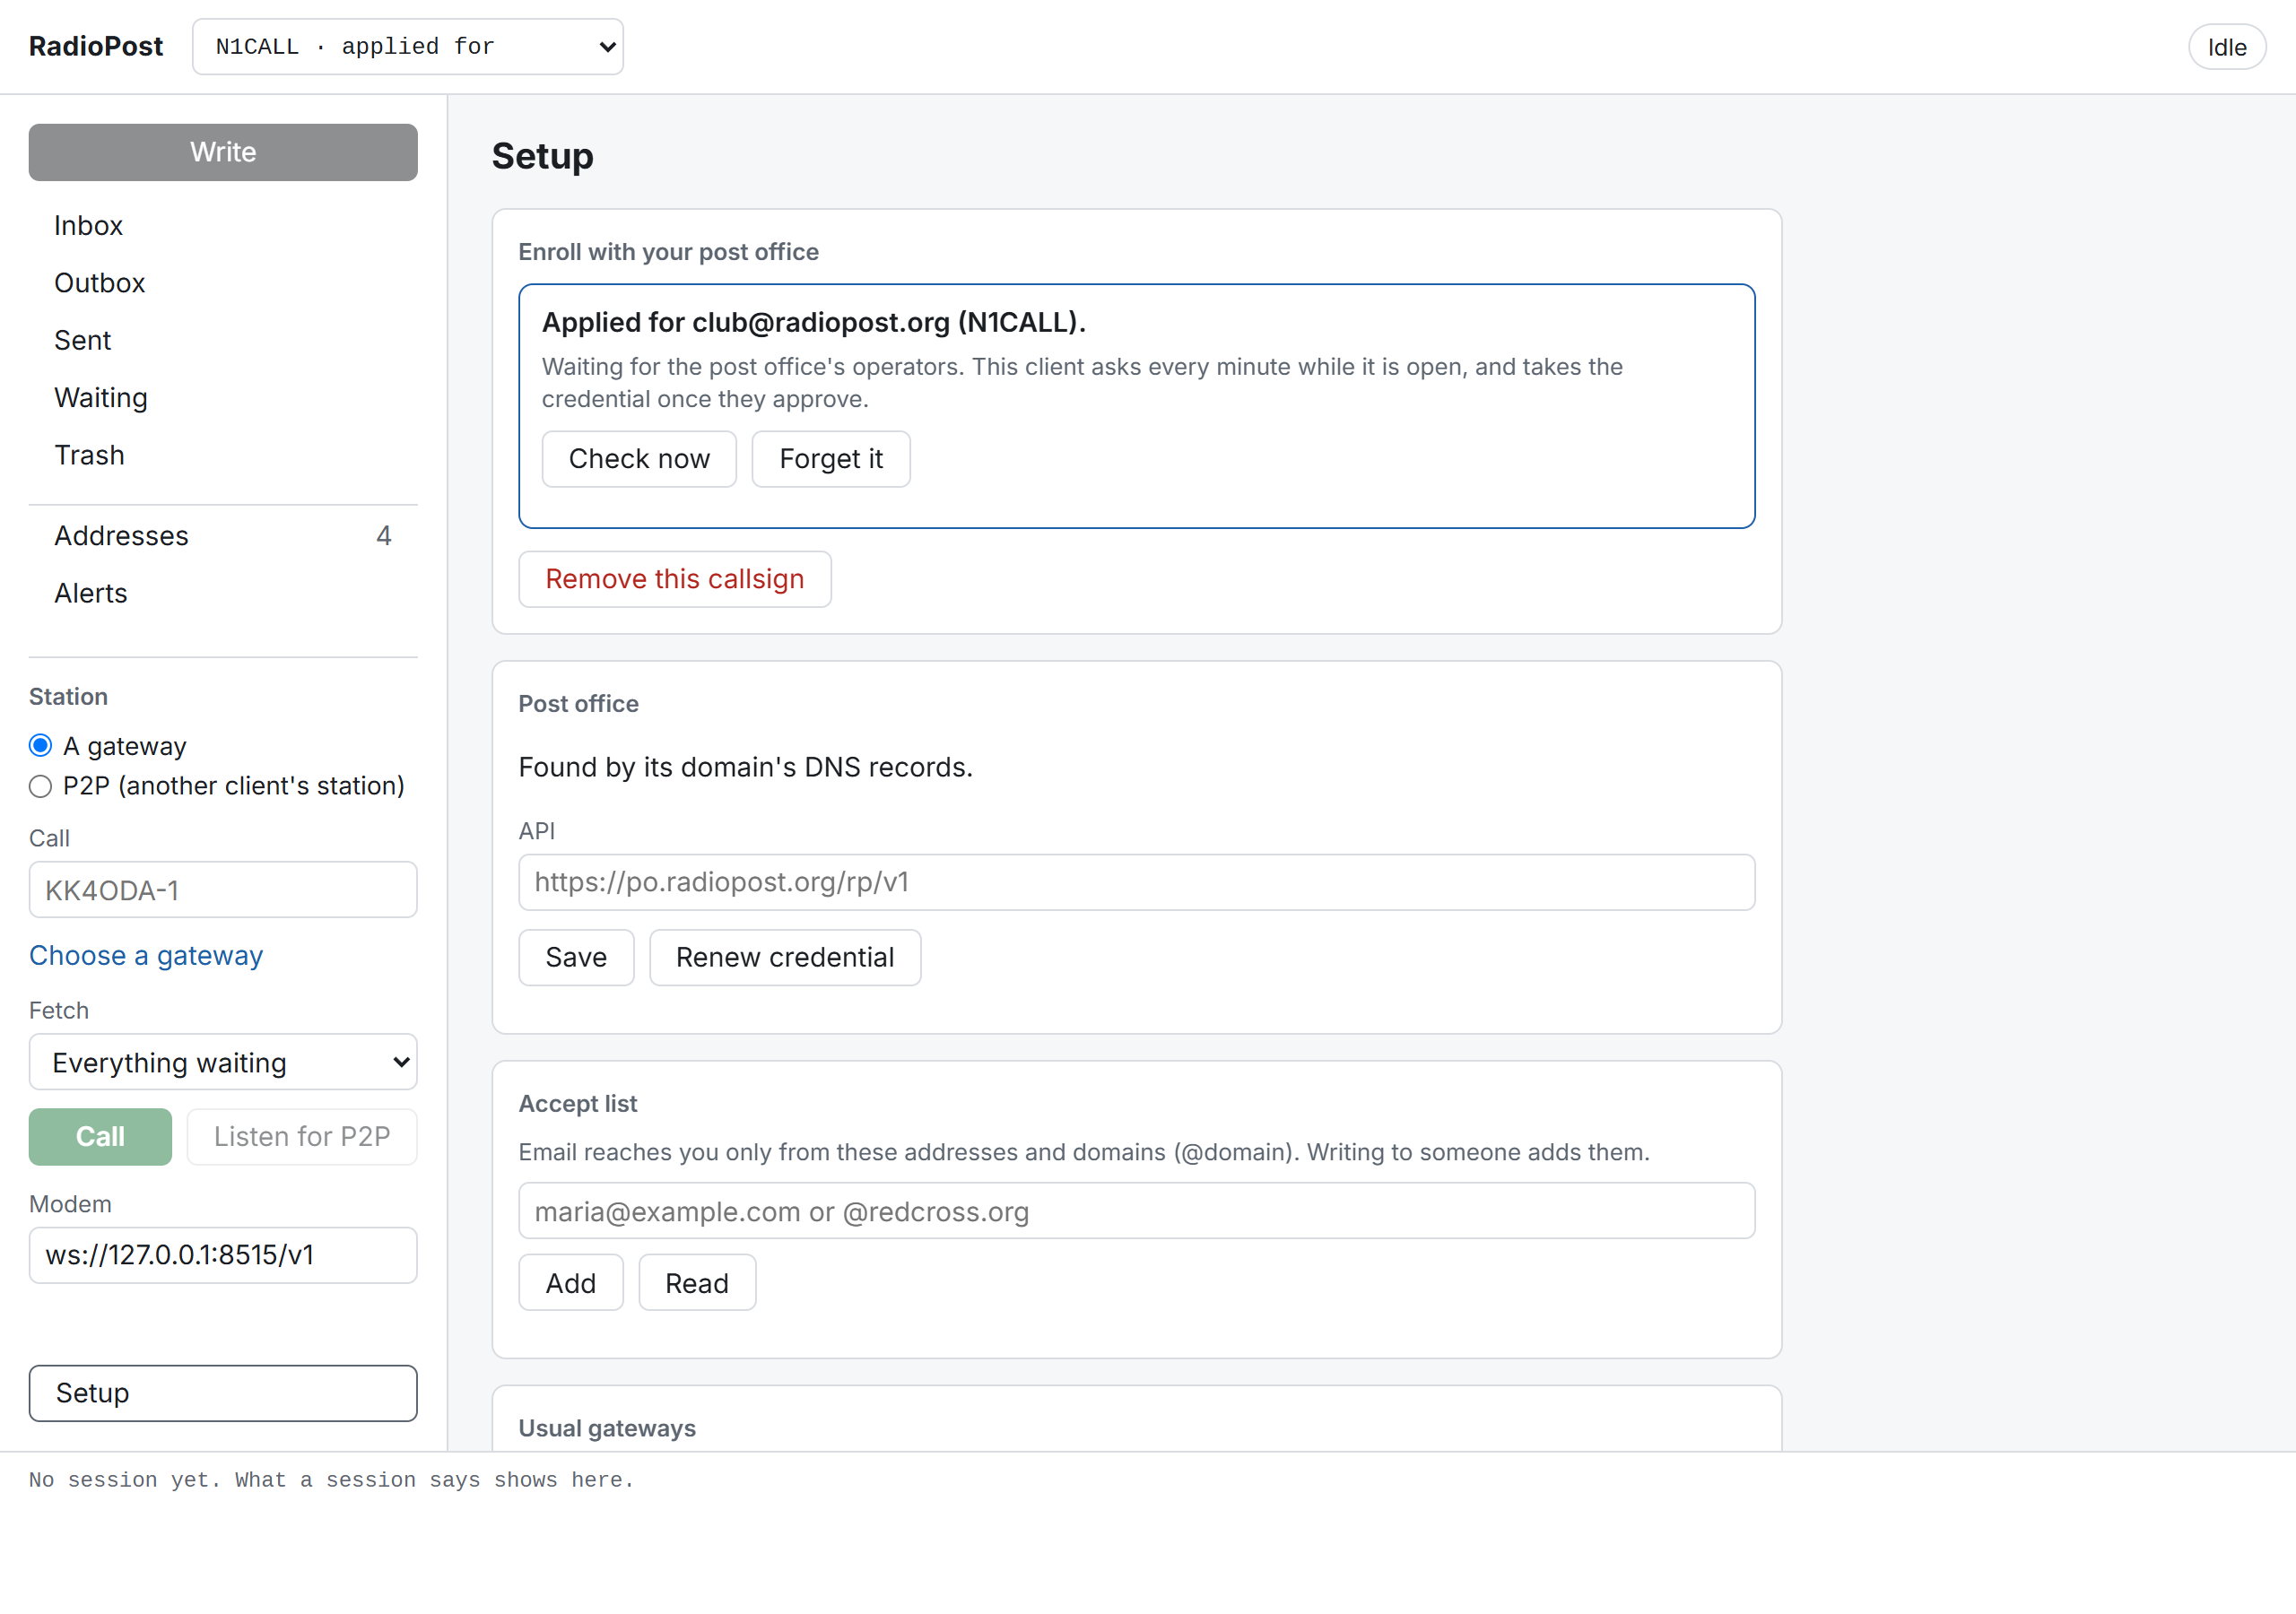 RadioPost
N1CALL · applied for
Idle
Write
Inbox
Outbox
Sent
Waiting
Trash
Addresses 4
Alerts
Station
A gateway
P2P (another client's station)
Call
KK4ODA-1
Choose a gateway
Fetch
Everything waiting
Call
Listen for P2P
Modem
ws://127.0.0.1:8515/v1
Setup
Setup
Enroll with your post office
Applied for club@radiopost.org (N1CALL).
Waiting for the post office's operators. This client asks every minute while it is open, and takes the
credential once they approve.
Check now
Forget it
Remove this callsign
Post office
Found by its domain's DNS records.
API
https://po.radiopost.org/rp/v1
Save
Renew credential
Accept list
Email reaches you only from these addresses and domains (@domain). Writing to someone adds them.
maria@example.com or @redcross.org
Add
Read
Usual gateways
No session yet. What a session says shows here.